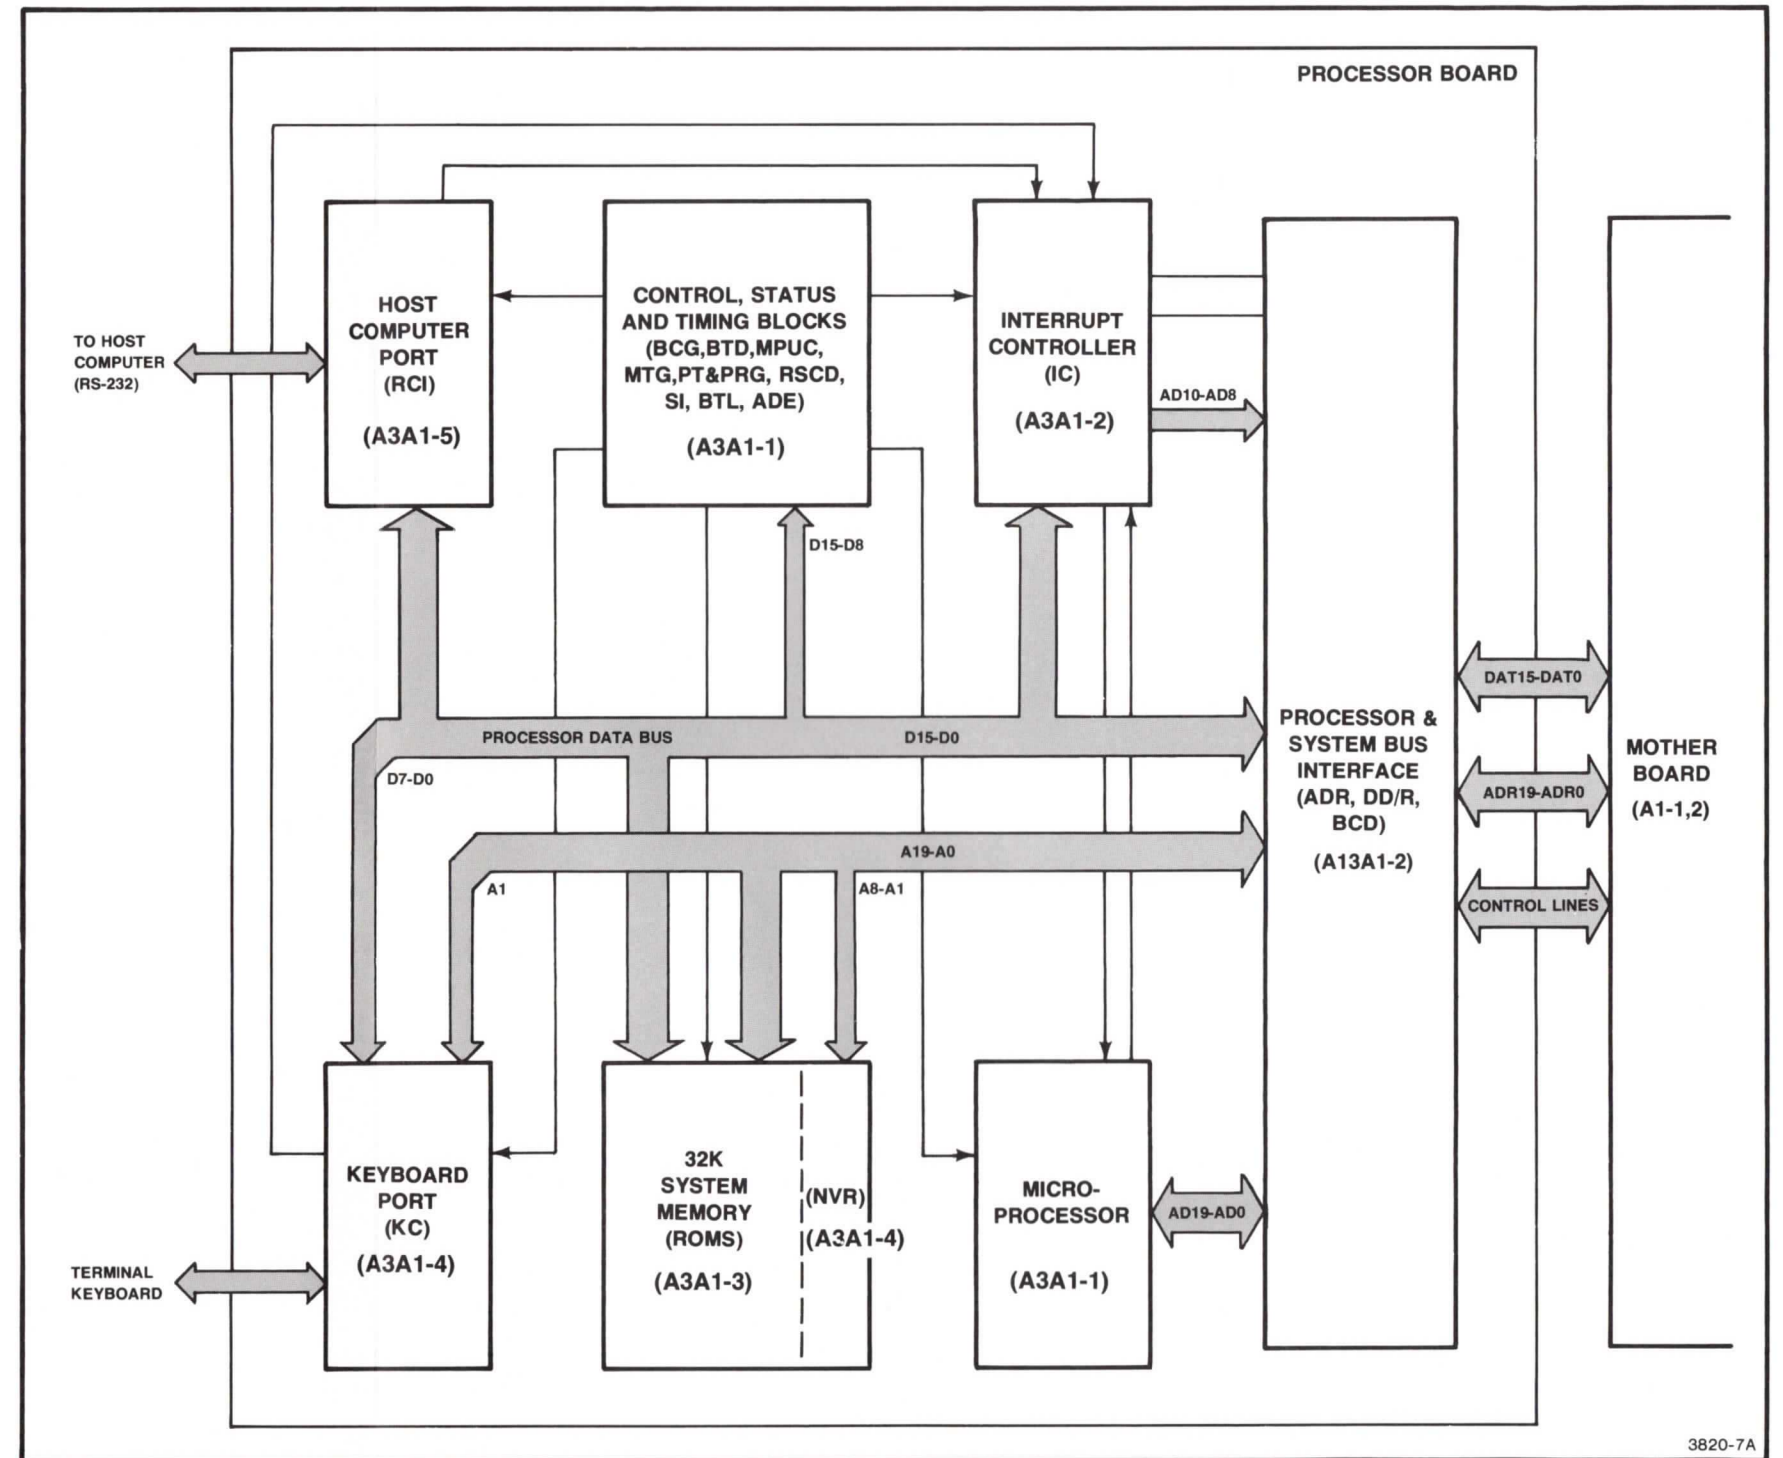 PROCESSOR BOARD
HOST
COMPUTER
PORT
(RCI)
(A3A1-5)
CONTROL, STATUS
AND TIMING BLOCKS
(BCG,BTD,MPUC,
MTG,PT&PRG, RSCD,
SI, BTL, ADE)
(A3A1-1)
INTERRUPT
CONTROLLER
(IC)
(A3A1-2)
AD10-AD8
TO HOST
COMPUTER
(RS-232)
D15-D8
PROCESSOR DATA BUS
D15-D0
D7-D0
A19-A0
A1
A8-A1
PROCESSOR &
SYSTEM BUS
INTERFACE
(ADR, DD/R,
BCD)
(A13A1-2)
DAT15-DAT0
ADR19-ADR0
CONTROL LINES
MOTHER
BOARD
(A1-1,2)
KEYBOARD
PORT
(KC)
(A3A1-4)
32K
SYSTEM
MEMORY
(ROMS)
(A3A1-3)
(NVR)
(A3A1-4)
MICRO-
PROCESSOR
(A3A1-1)
AD19-AD0
TERMINAL
KEYBOARD
3820-7A